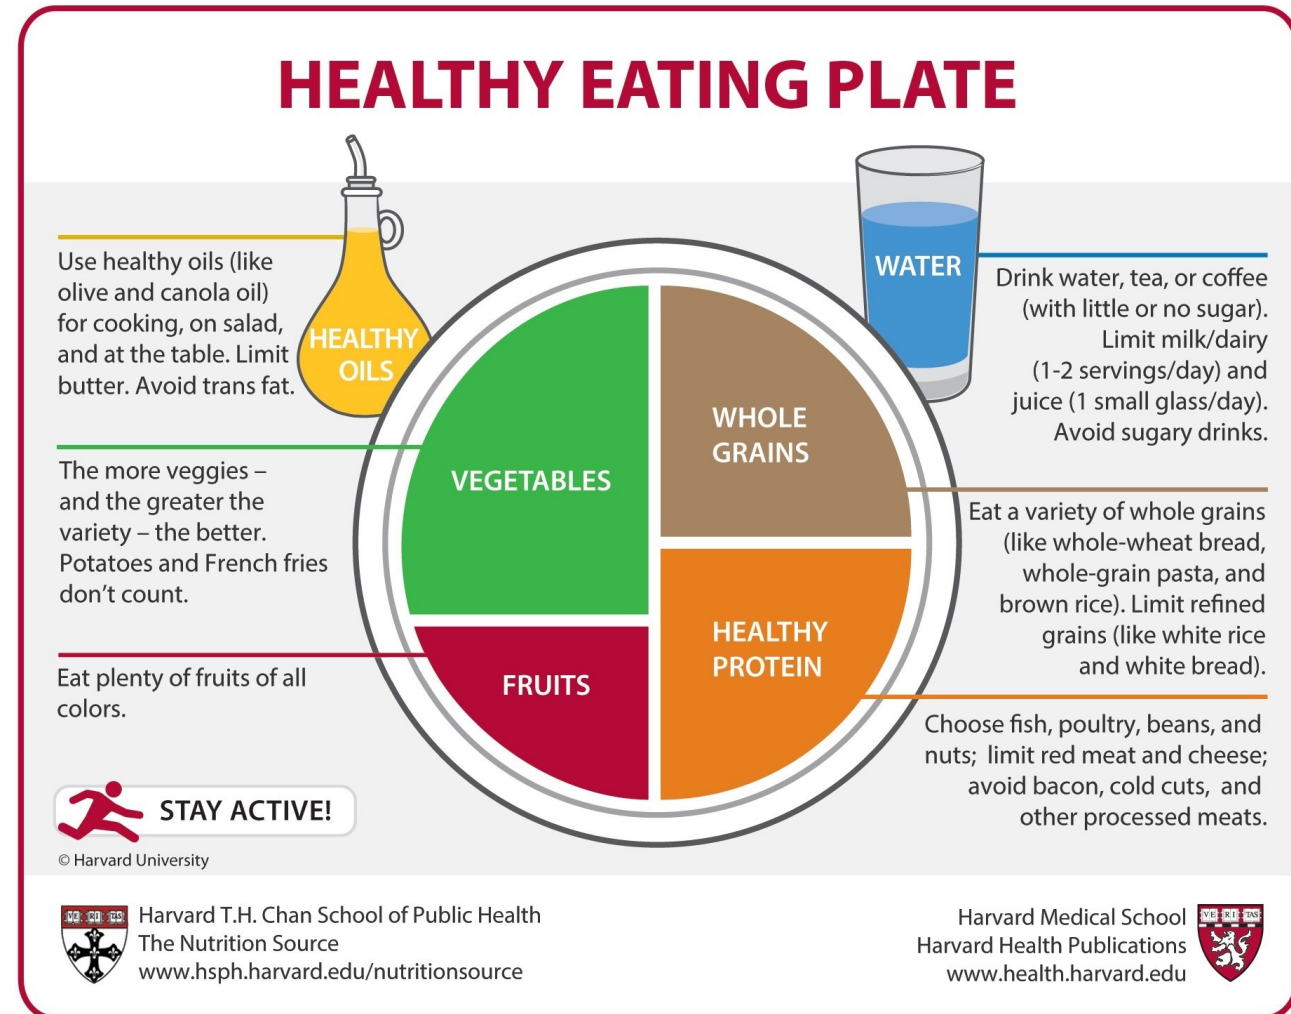 HEALTHY EATING PLATE
Use healthy oils (like
olive and canola oil)
for cooking, on salad,
and at the table. Limit
butter. Avoid trans fat.
HEALTHY
OILS
The more veggies –
and the greater the
variety – the better.
Potatoes and French fries
don’t count.
Eat plenty of fruits of all
colors.
VEGETABLES
FRUITS
WHOLE
GRAINS
HEALTHY
PROTEIN
WATER
Drink water, tea, or coffee
(with little or no sugar).
Limit milk/dairy
(1-2 servings/day) and
juice (1 small glass/day).
Avoid sugary drinks.
Eat a variety of whole grains
(like whole-wheat bread,
whole-grain pasta, and
brown rice). Limit refined
grains (like white rice
and white bread).
Choose fish, poultry, beans, and
nuts; limit red meat and cheese;
avoid bacon, cold cuts, and
other processed meats.
STAY ACTIVE!
© Harvard University
VE RI TAS
Harvard T.H. Chan School of Public Health
The Nutrition Source
www.hsph.harvard.edu/nutritionsource
Harvard Medical School
Harvard Health Publications
www.health.harvard.edu
VE RI TAS